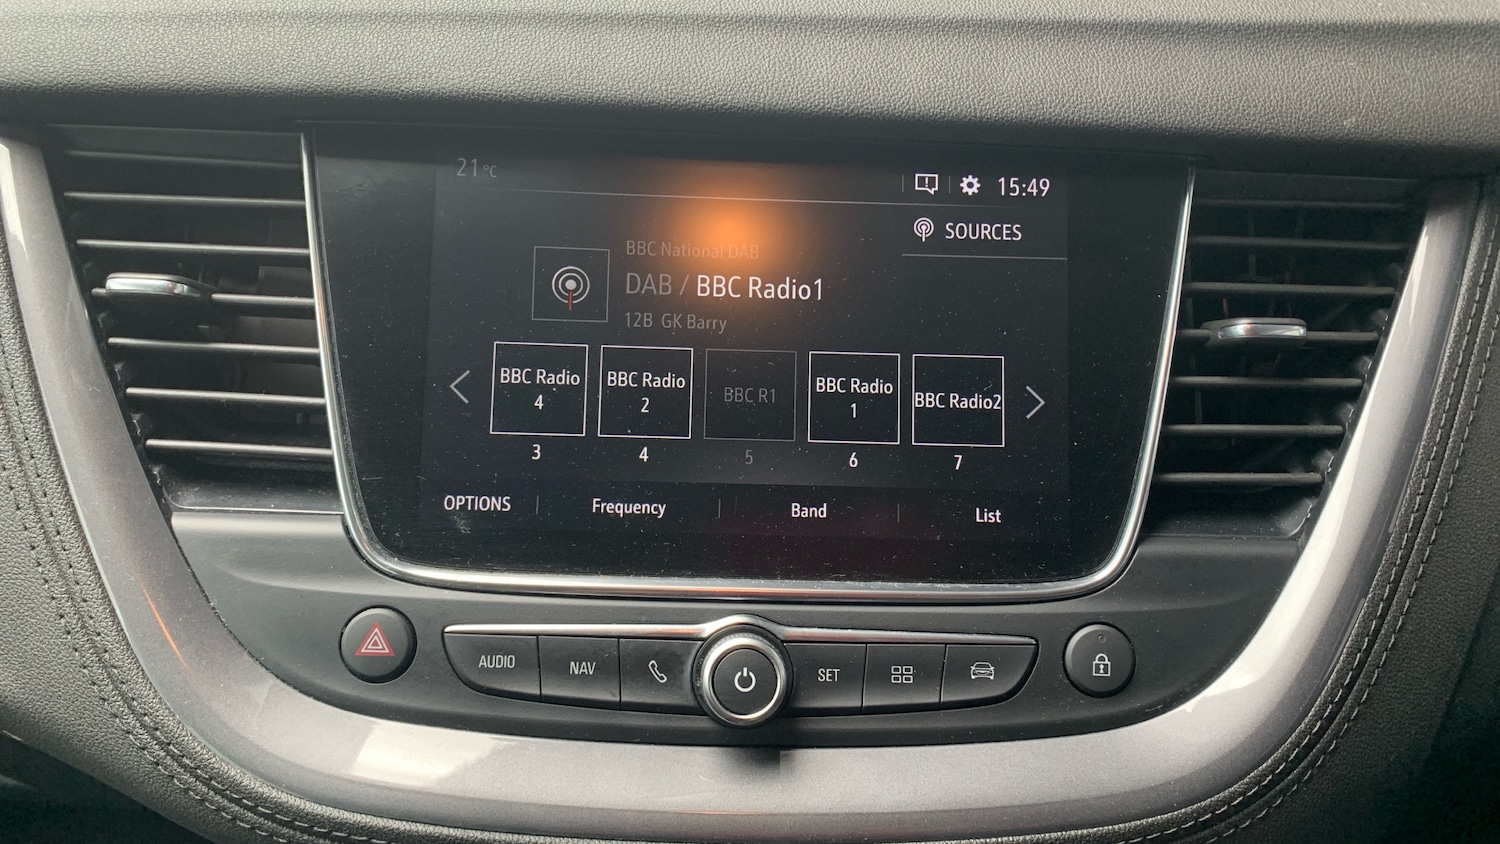 21°C
15:49
SOURCES
BBC National DAB
DAB / BBC Radio1
12B GK Barry
BBC Radio
4
BBC Radio
2
BBC R1
BBC Radio
1
BBC Radio2
3
4
5
6
7
OPTIONS
Frequency
Band
List
AUDIO
NAV
SET